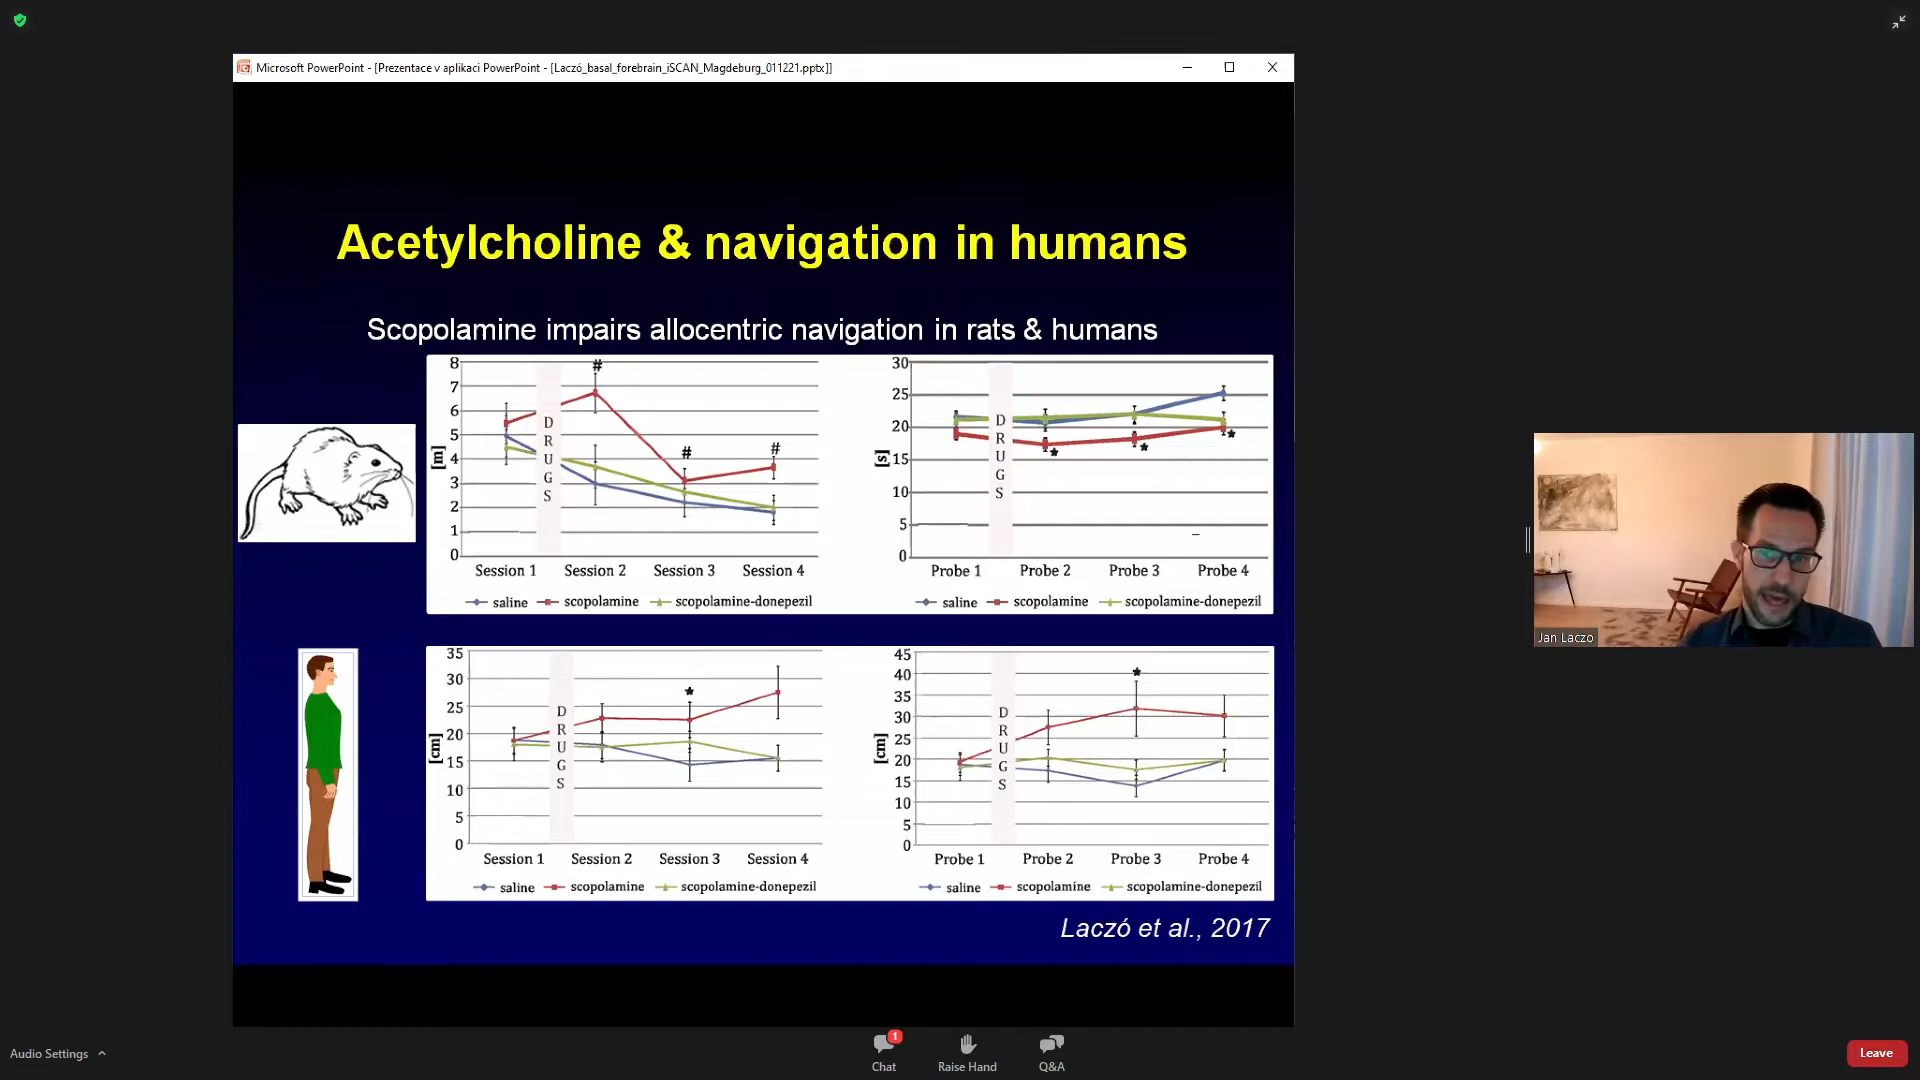 Microsoft PowerPoint - [Prezentace v aplikaci PowerPoint - [Laczó_basal_forebrain_iSCAN_Magdeburg_011221.pptx]]
Acetylcholine & navigation in humans
Scopolamine impairs allocentric navigation in rats & humans
8
7
6
5
4
3
2
1
0
[m]
DRUGS
#
#
#
Session 1 Session 2 Session 3 Session 4
saline scopolamine scopolamine-donepezil
30
25
20
15
10
5
0
[s]
DRUGS
*
*
*
Probe 1 Probe 2 Probe 3 Probe 4
saline scopolamine scopolamine-donepezil
35
30
25
20
15
10
5
0
[cm]
DRUGS
*
Session 1 Session 2 Session 3 Session 4
saline scopolamine scopolamine-donepezil
45
40
35
30
25
20
15
10
5
0
[cm]
DRUGS
*
Probe 1 Probe 2 Probe 3 Probe 4
saline scopolamine scopolamine-donepezil
Laczó et al., 2017
Jan Laczo
Audio Settings
1
Chat
Raise Hand
Q&A
Leave